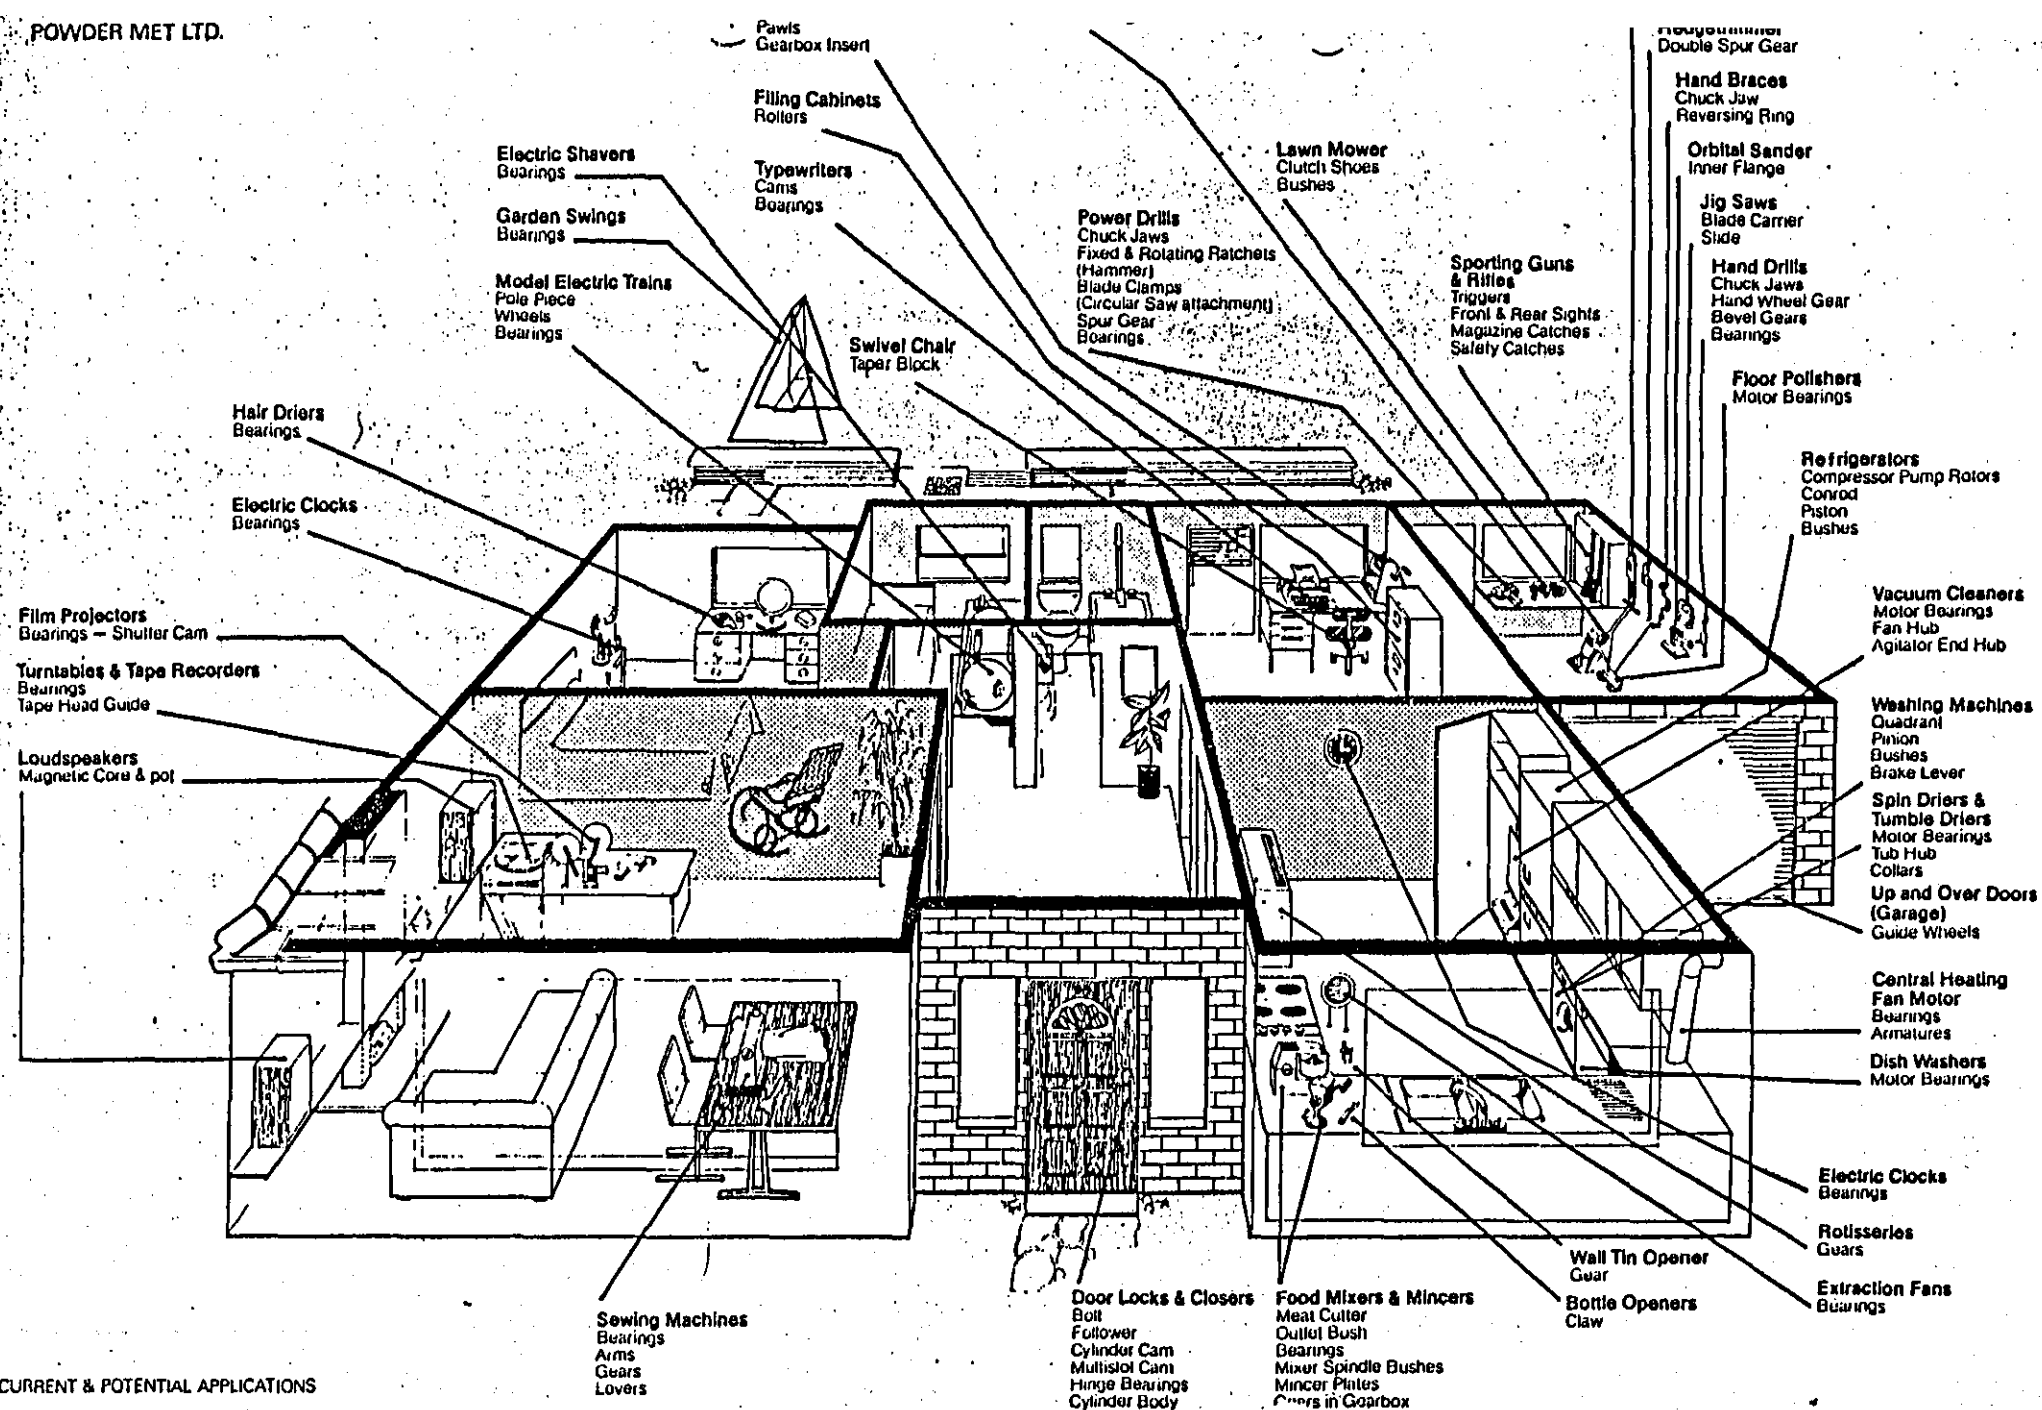 POWDER MET LTD.
Pawls
Gearbox Insert
Filing Cabinets
Rollers
Typewriters
Cams
Bearings
Electric Shavers
Bearings
Garden Swings
Bearings
Model Electric Trains
Pole Piece
Wheels
Bearings
Swivel Chair
Taper Block
Power Drills
Chuck Jaws
Fixed & Rotating Ratchets
(Hammer)
Blade Clamps
(Circular Saw attachment)
Spur Gear
Bearings
Lawn Mower
Clutch Shoes
Bushes
Sporting Guns
& Rifles
Triggers
Front & Rear Sights
Magazine Catches
Safety Catches
Double Spur Gear
Hand Braces
Chuck Jaw
Reversing Ring
Orbital Sander
Inner Flange
Jig Saws
Blade Carrier
Slide
Hand Drills
Chuck Jaws
Hand Wheel Gear
Bevel Gears
Bearings
Floor Polishers
Motor Bearings
Refrigerators
Compressor Pump Rotors
Conrod
Piston
Bushes
Vacuum Cleaners
Motor Bearings
Fan Hub
Agitator End Hub
Washing Machines
Quadrant
Pinion
Bushes
Brake Lever
Spin Driers &
Tumble Driers
Motor Bearings
Tub Hub
Collars
Up and Over Doors
(Garage)
Guide Wheels
Central Heating
Fan Motor
Bearings
Armatures
Dish Washers
Motor Bearings
Electric Clocks
Bearings
Rotisseries
Gears
Extraction Fans
Bearings
Wall Tin Opener
Gear
Bottle Openers
Claw
Hair Driers
Bearings
Electric Clocks
Bearings
Film Projectors
Bearings – Shutter Cam
Turntables & Tape Recorders
Bearings
Tape Head Guide
Loudspeakers
Magnetic Core & pot
Sewing Machines
Bearings
Arms
Gears
Levers
Door Locks & Closers
Bolt
Follower
Cylinder Cam
Multislot Cam
Hinge Bearings
Cylinder Body
Food Mixers & Mincers
Meat Cutter
Outlet Bush
Bearings
Mixer Spindle Bushes
Mincer Plates
Gears in Gearbox
CURRENT & POTENTIAL APPLICATIONS